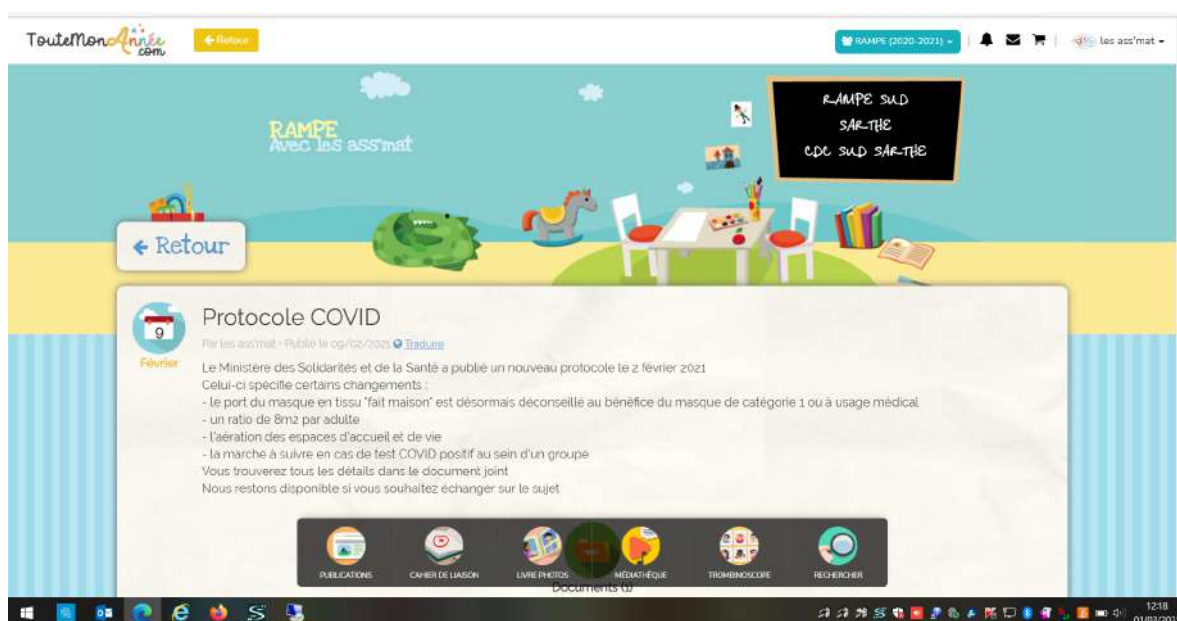 TouteMonAnnée
.com
← Retour
RAMPE (2020-2021)
les ass'mat
RAMPE
Avec les ass'mat
RAMPE SUD
SARTHE
CDC SUD SARTHE
← Retour
9
Février
Protocole COVID
Par les ass'mat - Publié le 09/02/2021 Traduire
Le Ministère des Solidarités et de la Santé a publié un nouveau protocole le 2 février 2021
Celui-ci spécifie certains changements :
- le port du masque en tissu "fait maison" est désormais déconseillé au bénéfice du masque de catégorie 1 ou à usage médical
- un ratio de 8m2 par adulte
- l'aération des espaces d'accueil et de vie
- la marche à suivre en cas de test COVID positif au sein d'un groupe
Vous trouverez tous les détails dans le document joint
Nous restons disponible si vous souhaitez échanger sur le sujet
PUBLICATIONS
CAHIER DE LIAISON
LIVRE PHOTOS
MÉDIATHÈQUE
TROMBINOSCOPE
RECHERCHER
Documents (1)
12:18
01/03/202